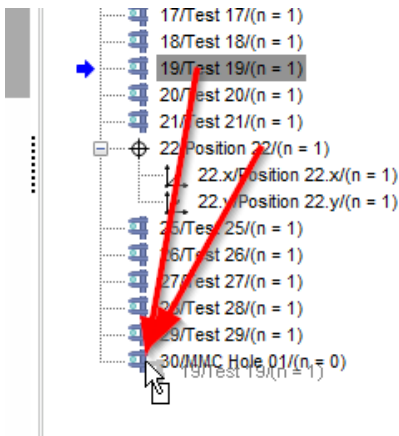 17/Test 17/(n = 1)
18/Test 18/(n = 1)
19/Test 19/(n = 1)
20/Test 20/(n = 1)
21/Test 21/(n = 1)
22/Position 22/(n = 1)
22.x/Position 22.x/(n = 1)
22.y/Position 22.y/(n = 1)
25/Test 25/(n = 1)
26/Test 26/(n = 1)
27/Test 27/(n = 1)
28/Test 28/(n = 1)
29/Test 29/(n = 1)
30/MMC Hole 01/(n = 0)
19/Test 19/(n = 1)